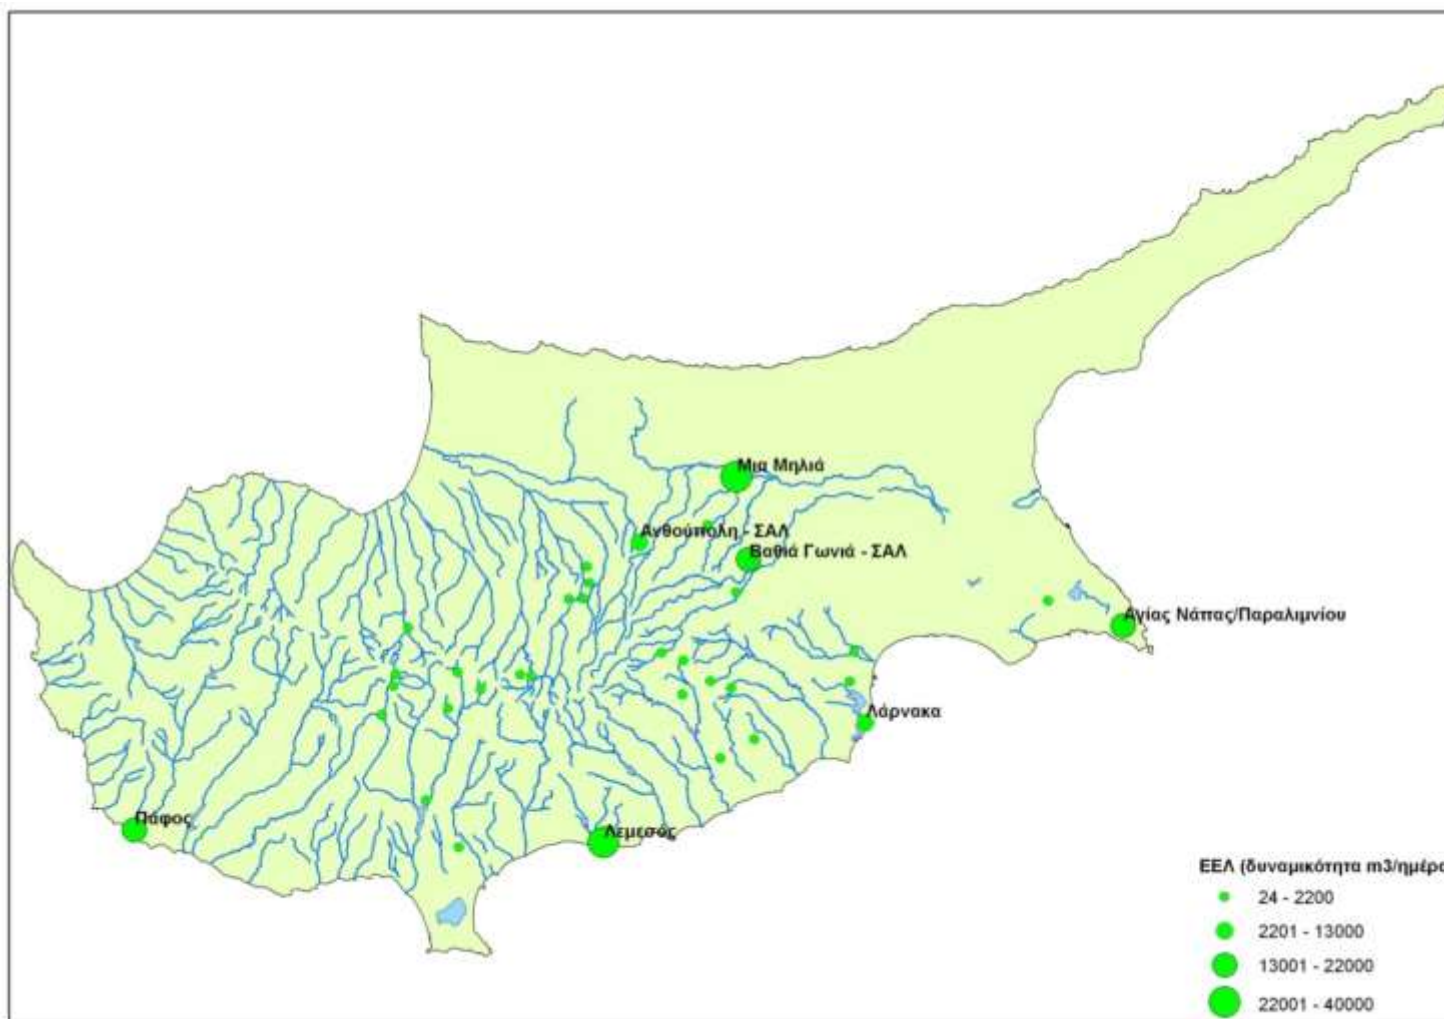 Μια Μηλιά
Ανθούπολη - ΣΑΛ
Βαθιά Γωνιά - ΣΑΛ
Αγίας Νάπας/Παραλιμνίου
Λάρνακα
Πάφος
Λεμεσός
ΕΕΛ (δυναμικότητα m3/ημέρα
24 - 2200
2201 - 13000
13001 - 22000
22001 - 40000